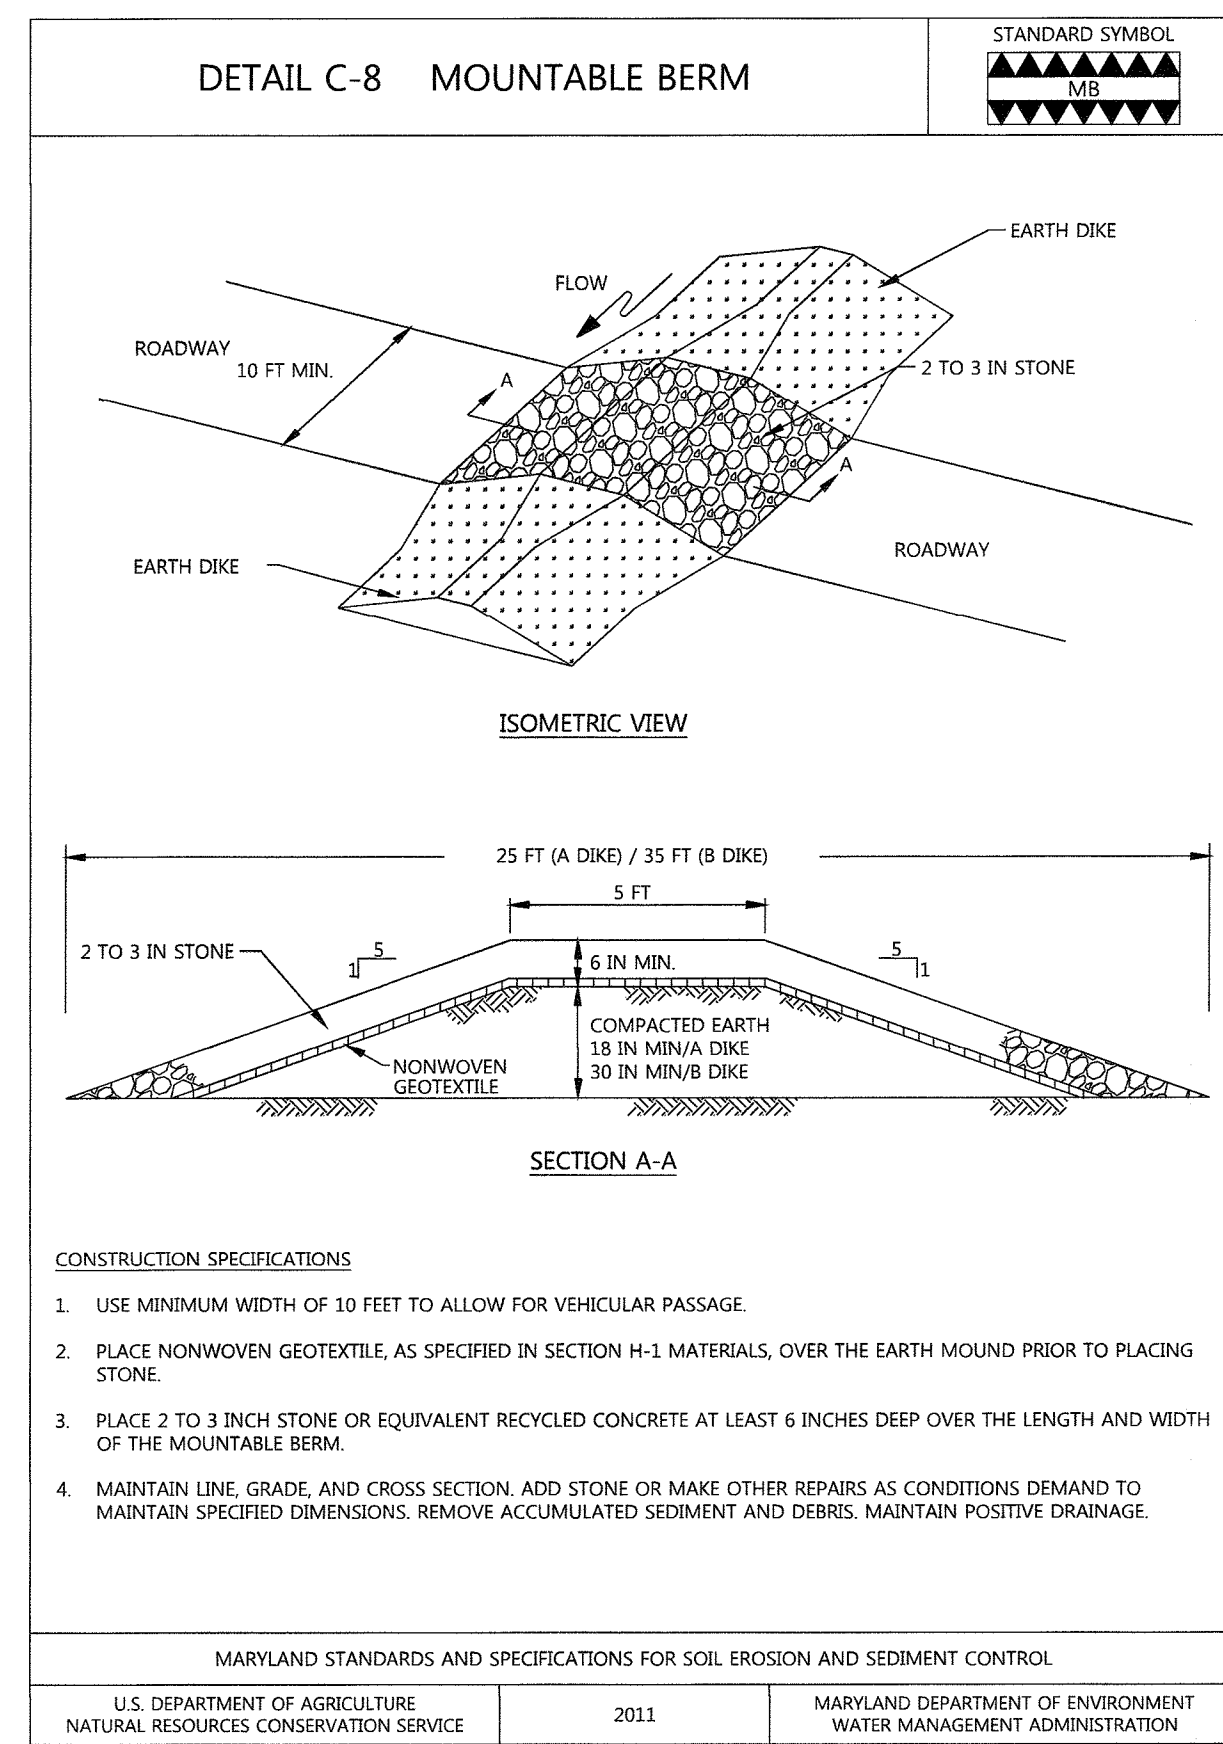 DETAIL C-8 MOUNTABLE BERM
STANDARD SYMBOL
MB
EARTH DIKE
FLOW
ROADWAY
10 FT MIN.
2 TO 3 IN STONE
A
A
ROADWAY
EARTH DIKE
ISOMETRIC VIEW
25 FT (A DIKE) / 35 FT (B DIKE)
5 FT
2 TO 3 IN STONE
5
1
6 IN MIN.
5
1
COMPACTED EARTH
18 IN MIN/A DIKE
30 IN MIN/B DIKE
NONWOVEN
GEOTEXTILE
SECTION A-A
CONSTRUCTION SPECIFICATIONS
1. USE MINIMUM WIDTH OF 10 FEET TO ALLOW FOR VEHICULAR PASSAGE.
2. PLACE NONWOVEN GEOTEXTILE, AS SPECIFIED IN SECTION H-1 MATERIALS, OVER THE EARTH MOUND PRIOR TO PLACING
STONE.
3. PLACE 2 TO 3 INCH STONE OR EQUIVALENT RECYCLED CONCRETE AT LEAST 6 INCHES DEEP OVER THE LENGTH AND WIDTH
OF THE MOUNTABLE BERM.
4. MAINTAIN LINE, GRADE, AND CROSS SECTION. ADD STONE OR MAKE OTHER REPAIRS AS CONDITIONS DEMAND TO
MAINTAIN SPECIFIED DIMENSIONS. REMOVE ACCUMULATED SEDIMENT AND DEBRIS. MAINTAIN POSITIVE DRAINAGE.
MARYLAND STANDARDS AND SPECIFICATIONS FOR SOIL EROSION AND SEDIMENT CONTROL
U.S. DEPARTMENT OF AGRICULTURE
NATURAL RESOURCES CONSERVATION SERVICE
2011
MARYLAND DEPARTMENT OF ENVIRONMENT
WATER MANAGEMENT ADMINISTRATION